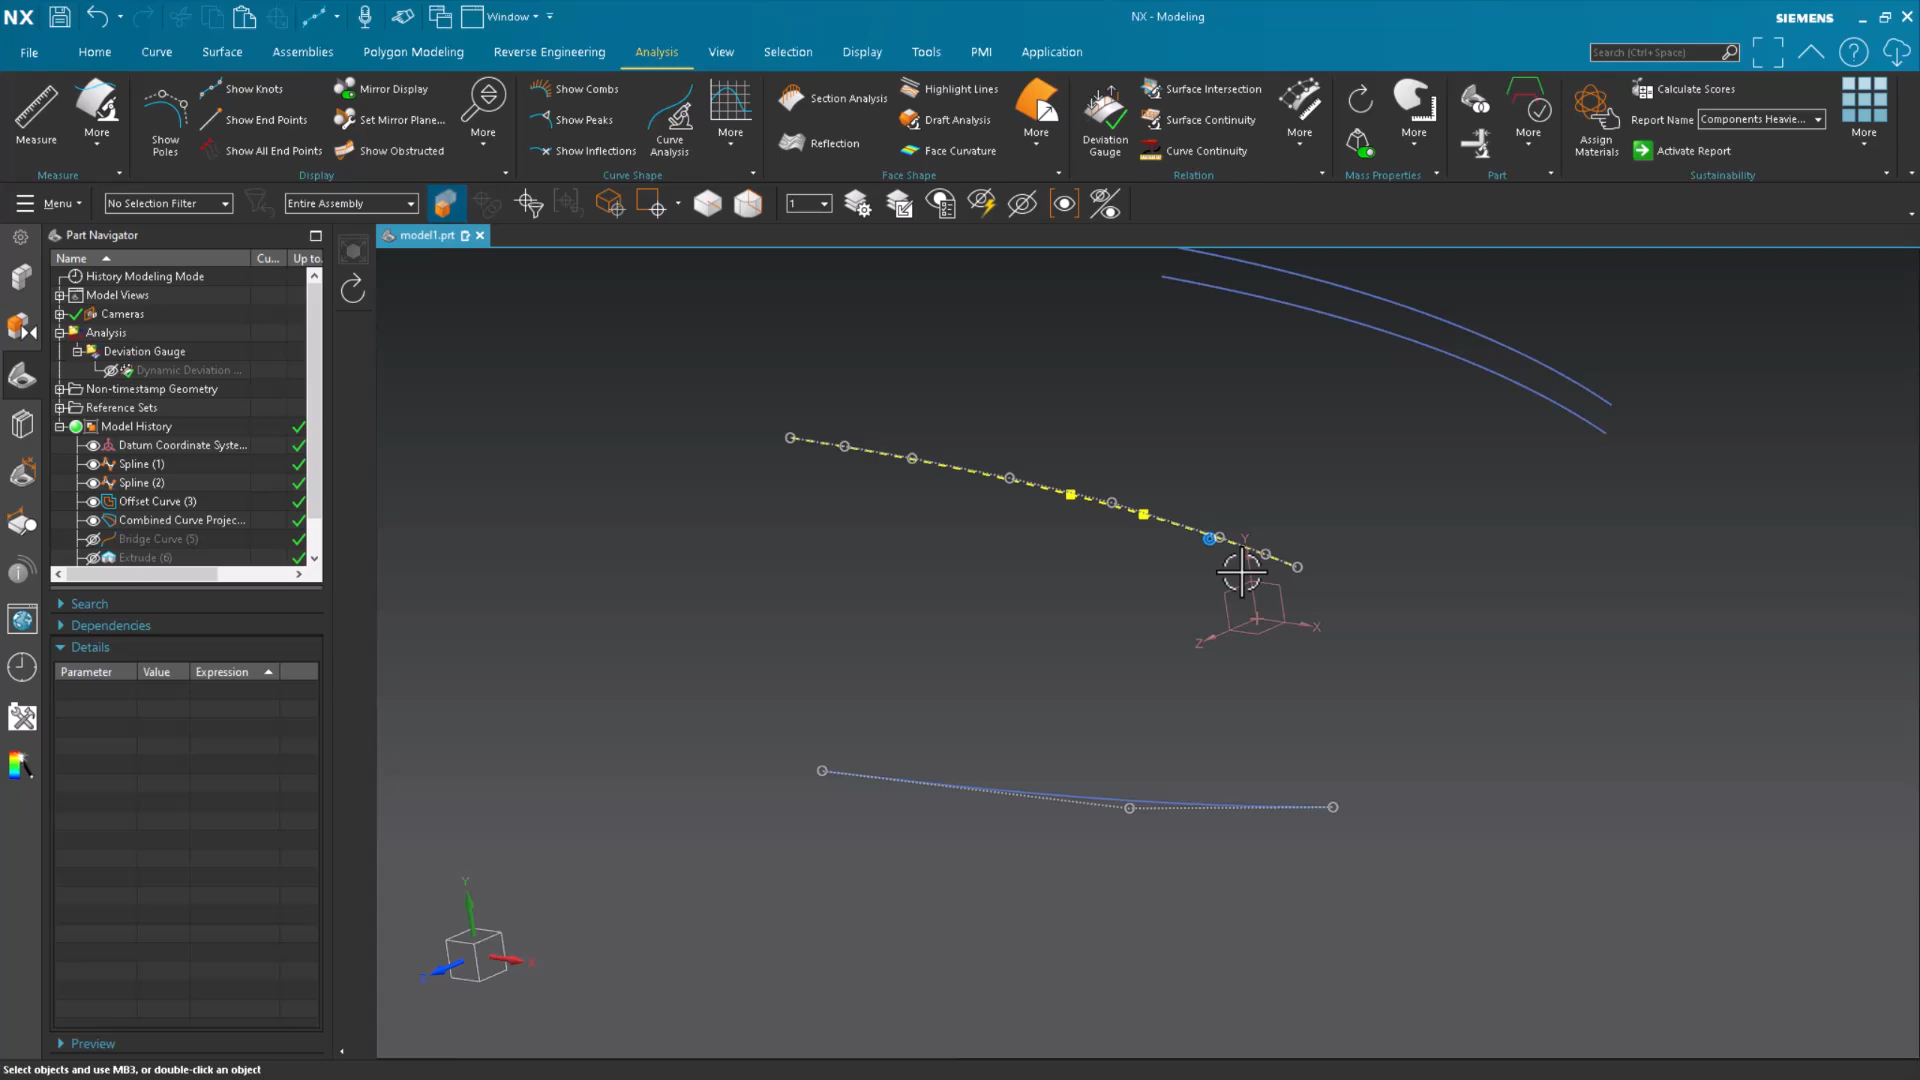 NX
Window
NX - Modeling
SIEMENS
File
Home
Curve
Surface
Assemblies
Polygon Modeling
Reverse Engineering
Analysis
View
Selection
Display
Tools
PMI
Application
Search (Ctrl+Space)
Measure
More
Show Poles
Show Knots
Show End Points
Show All End Points
Mirror Display
Set Mirror Plane...
Show Obstructed
More
Show Combs
Show Peaks
Show Inflections
Curve Analysis
More
Section Analysis
Reflection
Highlight Lines
Draft Analysis
Face Curvature
More
Deviation Gauge
Surface Intersection
Surface Continuity
Curve Continuity
More
More
More
Assign Materials
Calculate Scores
Report Name
Components Heavie...
Activate Report
More
Measure
Display
Curve Shape
Face Shape
Relation
Mass Properties
Part
Sustainability
Menu
No Selection Filter
Entire Assembly
1
Part Navigator
model1.prt
Name
Cu...
Up to
History Modeling Mode
Model Views
Cameras
Analysis
Deviation Gauge
Dynamic Deviation ...
Non-timestamp Geometry
Reference Sets
Model History
Datum Coordinate Syste...
Spline (1)
Spline (2)
Offset Curve (3)
Combined Curve Projec...
Bridge Curve (5)
Extrude (6)
Search
Dependencies
Details
Parameter
Value
Expression
Preview
Y
X
Z
Y
X
Z
Select objects and use MB3, or double-click an object